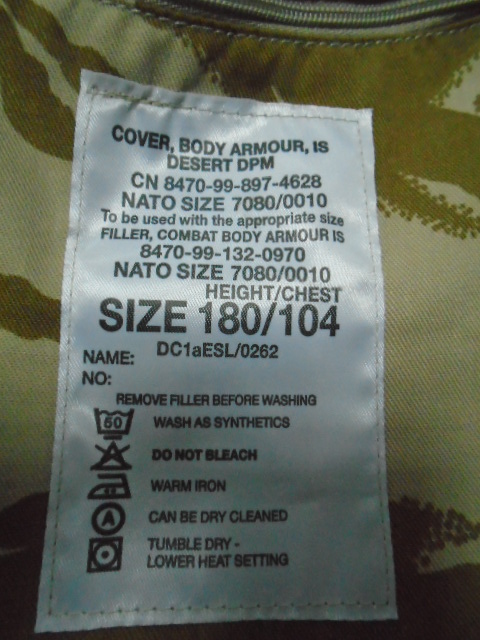 COVER, BODY ARMOUR, IS
DESERT DPM
CN 8470-99-897-4628
NATO SIZE 7080/0010
To be used with the appropriate size
FILLER, COMBAT BODY ARMOUR IS
8470-99-132-0970
NATO SIZE 7080/0010
HEIGHT/CHEST
SIZE 180/104
NAME: DC1aESL/0262
NO:
REMOVE FILLER BEFORE WASHING
60 WASH AS SYNTHETICS
DO NOT BLEACH
WARM IRON
A CAN BE DRY CLEANED
TUMBLE DRY -
LOWER HEAT SETTING